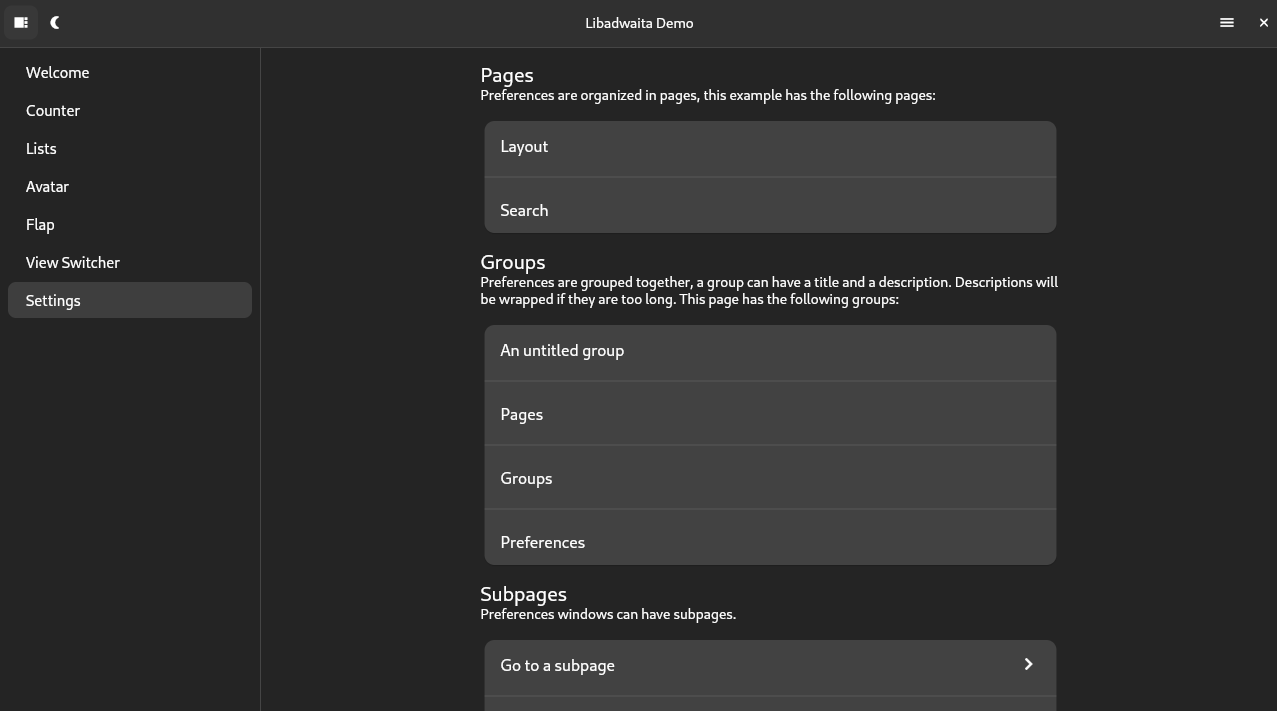 Libadwaita Demo
Welcome
Counter
Lists
Avatar
Flap
View Switcher
Settings
Pages
Preferences are organized in pages, this example has the following pages:
Layout
Search
Groups
Preferences are grouped together, a group can have a title and a description. Descriptions will
be wrapped if they are too long. This page has the following groups:
An untitled group
Pages
Groups
Preferences
Subpages
Preferences windows can have subpages.
Go to a subpage